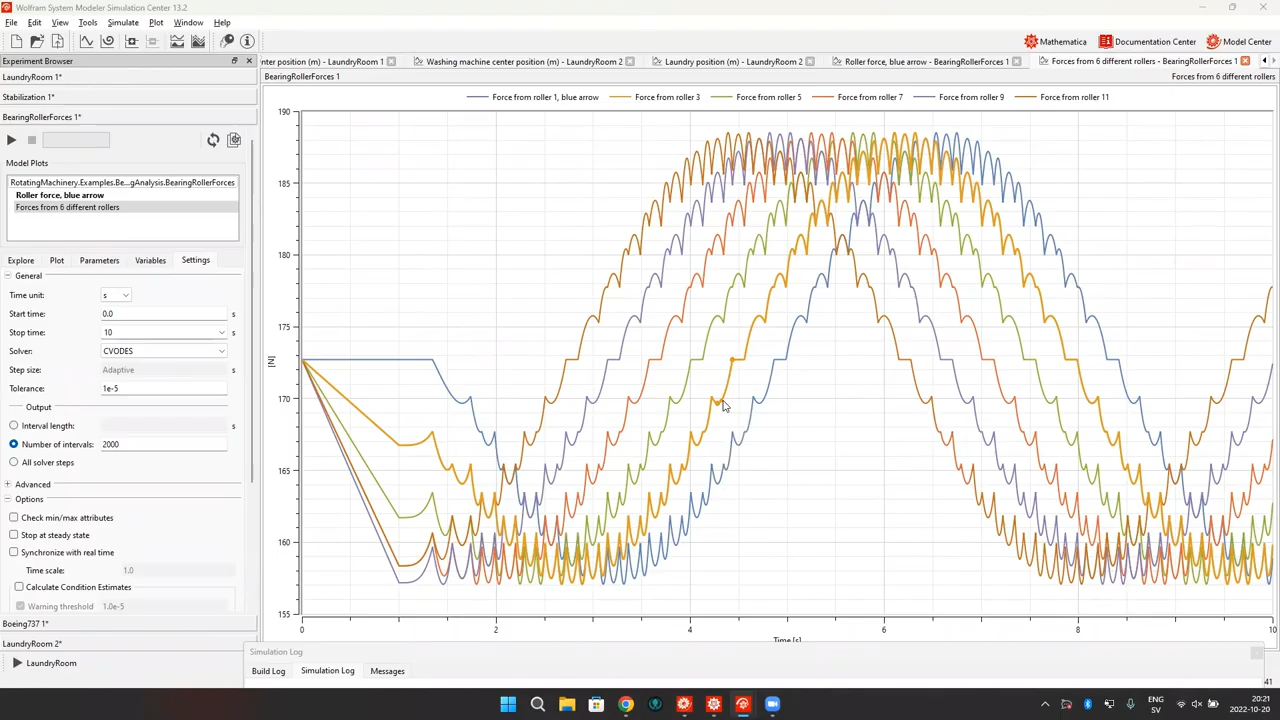 Wolfram System Modeler Simulation Center 13.2
File Edit View Tools Simulate Plot Window Help
Mathematica Documentation Center Model Center
Experiment Browser
nter position (m) - LaundryRoom 1 Washing machine center position (m) - LaundryRoom 2 Laundry position (m) - LaundryRoom 2 Roller force, blue arrow - BearingRollerForces 1 Forces from 6 different rollers - BearingRollerForces 1
LaundryRoom 1*
BearingRollerForces 1 Forces from 6 different rollers
Stabilization 1*
Force from roller 1, blue arrow Force from roller 3 Force from roller 5 Force from roller 7 Force from roller 9 Force from roller 11
BearingRollerForces 1*
Model Plots
RotatingMachinery.Examples.Be...gAnalysis.BearingRollerForces
Roller force, blue arrow
Forces from 6 different rollers
Explore Plot Parameters Variables Settings
General
Time unit: s
Start time: 0.0 s
Stop time: 10 s
Solver: CVODES
Step size: Adaptive s
Tolerance: 1e-5
Output
Interval length: s
Number of intervals: 2000
All solver steps
Advanced
Options
Check min/max attributes
Stop at steady state
Synchronize with real time
Time scale: 1.0
Calculate Condition Estimates
Warning threshold 1.0e-5
Boeing737 1*
LaundryRoom 2*
LaundryRoom
190
185
180
175
[N]
170
165
160
155
0 2 4 6 8 10
Time [s]
Simulation Log
Build Log Simulation Log Messages
41
ENG
SV
20:21
2022-10-20